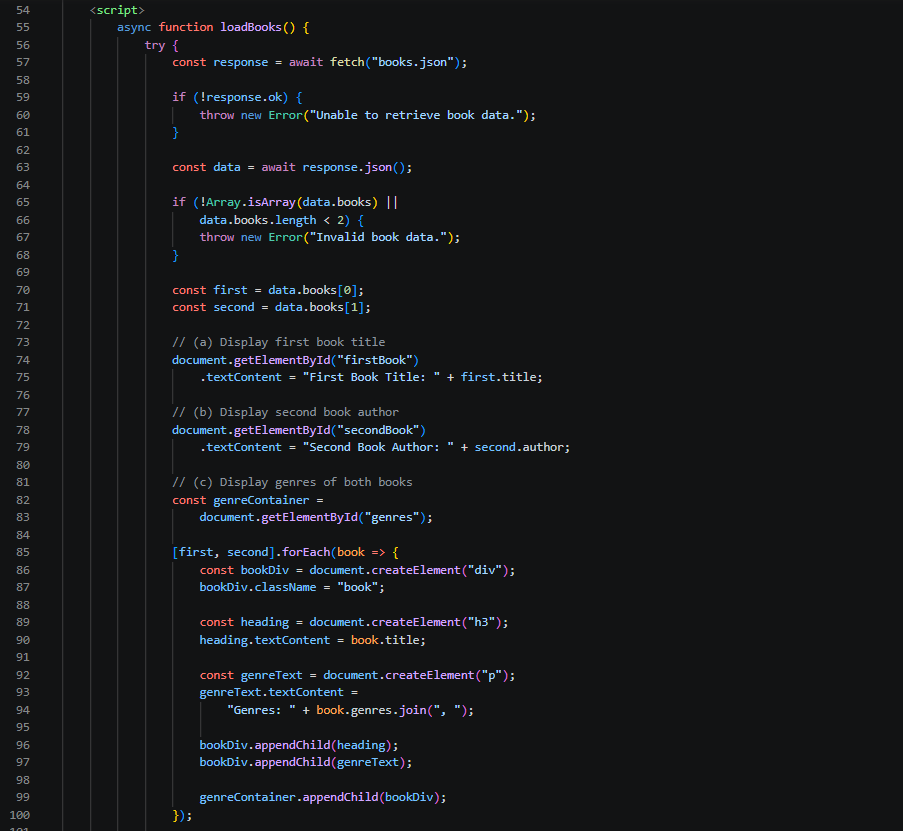 54 <script>
55 async function loadBooks() {
56 try {
57 const response = await fetch("books.json");
58
59 if (!response.ok) {
60 throw new Error("Unable to retrieve book data.");
61 }
62
63 const data = await response.json();
64
65 if (!Array.isArray(data.books) ||
66 data.books.length < 2) {
67 throw new Error("Invalid book data.");
68 }
69
70 const first = data.books[0];
71 const second = data.books[1];
72
73 // (a) Display first book title
74 document.getElementById("firstBook")
75 .textContent = "First Book Title: " + first.title;
76
77 // (b) Display second book author
78 document.getElementById("secondBook")
79 .textContent = "Second Book Author: " + second.author;
80
81 // (c) Display genres of both books
82 const genreContainer =
83 document.getElementById("genres");
84
85 [first, second].forEach(book => {
86 const bookDiv = document.createElement("div");
87 bookDiv.className = "book";
88
89 const heading = document.createElement("h3");
90 heading.textContent = book.title;
91
92 const genreText = document.createElement("p");
93 genreText.textContent =
94 "Genres: " + book.genres.join(", ");
95
96 bookDiv.appendChild(heading);
97 bookDiv.appendChild(genreText);
98
99 genreContainer.appendChild(bookDiv);
100 });